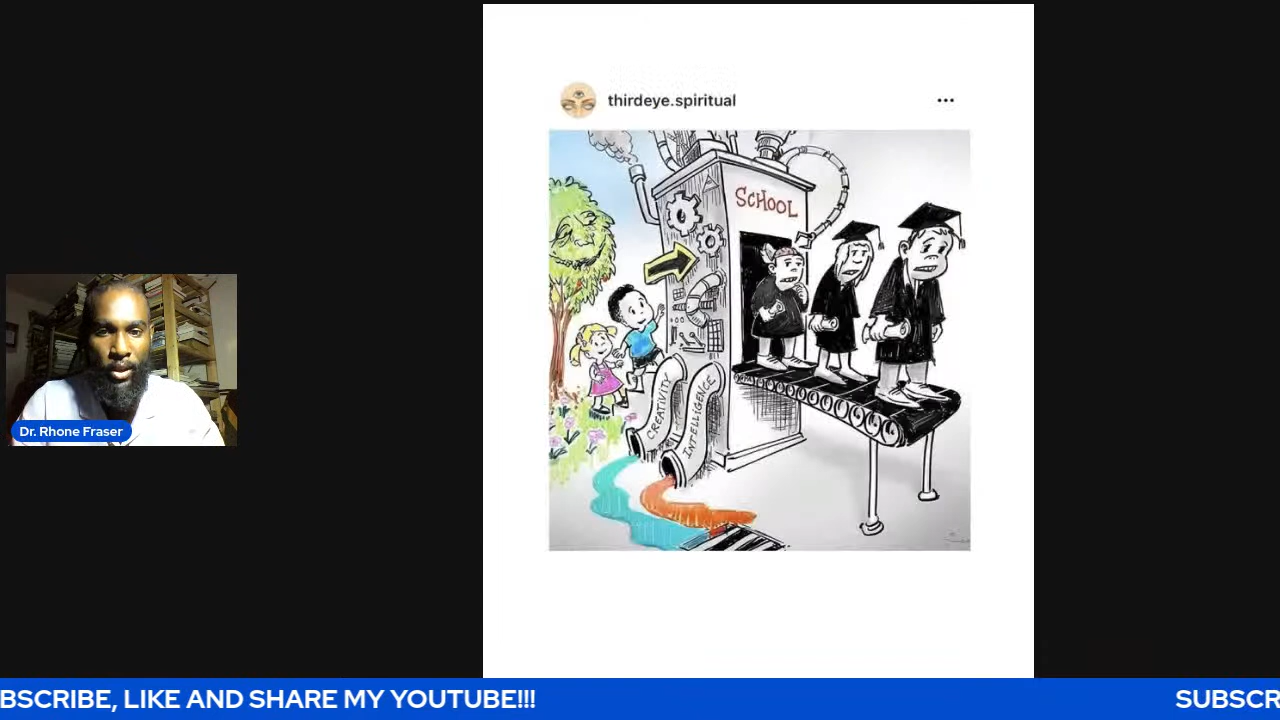 thirdeye.spiritual
SCHOOL
CREATIVITY
INTELLIGENCE
Dr. Rhone Fraser
BSCRIBE, LIKE AND SHARE MY YOUTUBE!!!
SUBSCR